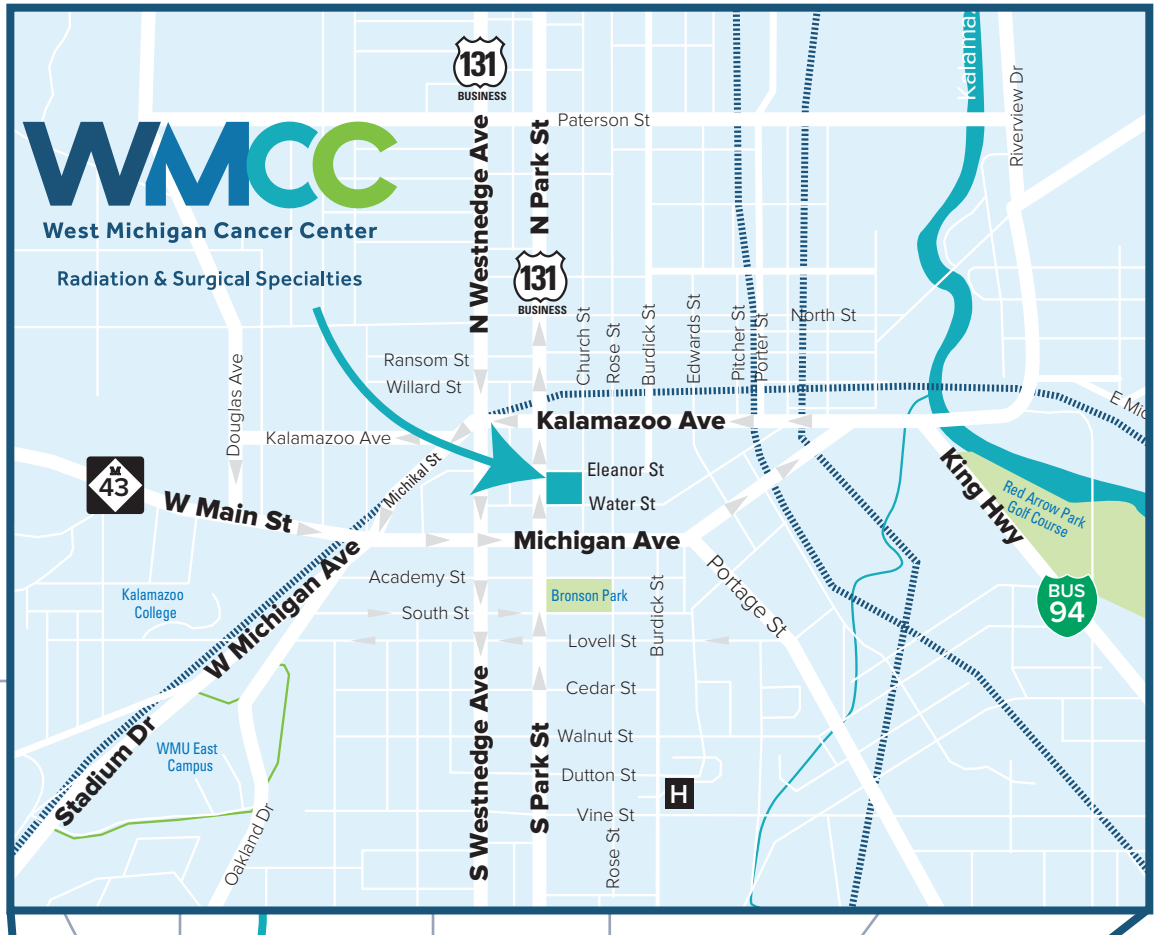 131
BUSINESS
Kalama
Riverview Dr
Paterson St
WMCC
West Michigan Cancer Center
Radiation & Surgical Specialties
N Westnedge Ave
N Park St
131
BUSINESS
Church St
Rose St
Burdick St
Edwards St
Pitcher St
Porter St
North St
Ransom St
Willard St
Douglas Ave
Kalamazoo Ave
Kalamazoo Ave
E Mic
Michikal St
Eleanor St
Water St
M
43
W Main St
Michigan Ave
King Hwy
Red Arrow Park
Golf Course
W Michigan Ave
Academy St
South St
Bronson Park
Burdick St
Portage St
BUS
94
Kalamazoo
College
Lovell St
Cedar St
S Westnedge Ave
S Park St
Walnut St
Dutton St
H
Vine St
Rose St
Stadium Dr
WMU East
Campus
Oakland Dr